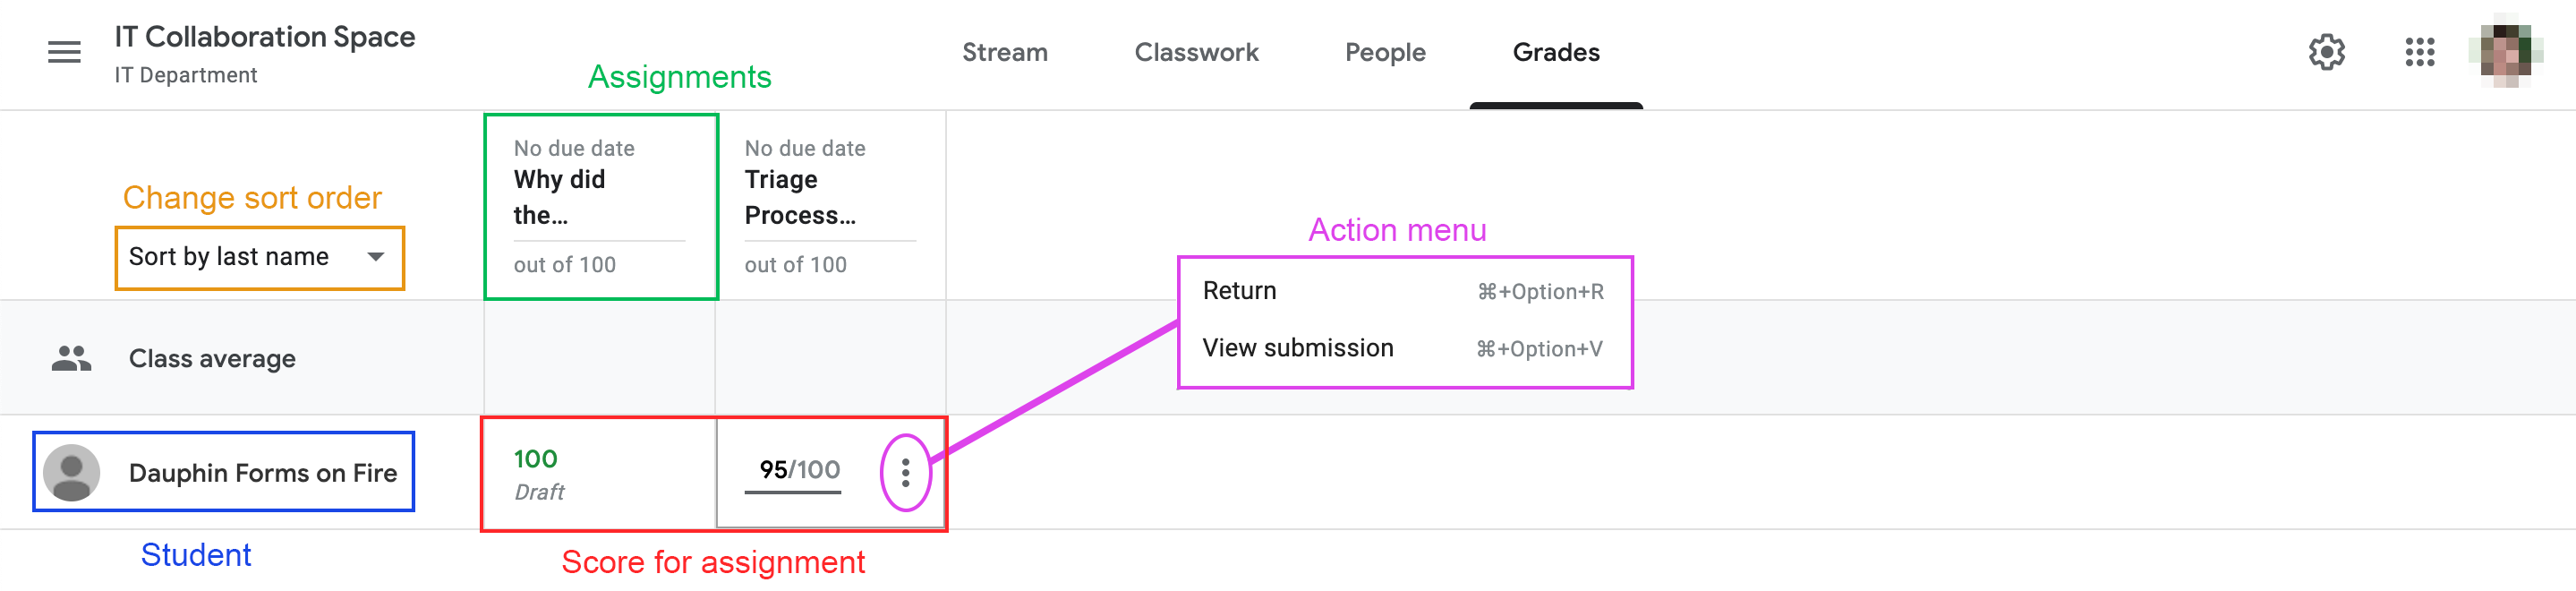 IT Collaboration Space
IT Department
Stream
Classwork
People
Grades
Assignments
Change sort order
Sort by last name
No due date
Why did
the...
out of 100
No due date
Triage
Process...
out of 100
Action menu
Return ⌘+Option+R
View submission ⌘+Option+V
Class average
Dauphin Forms on Fire
100
Draft
95/100
Student
Score for assignment